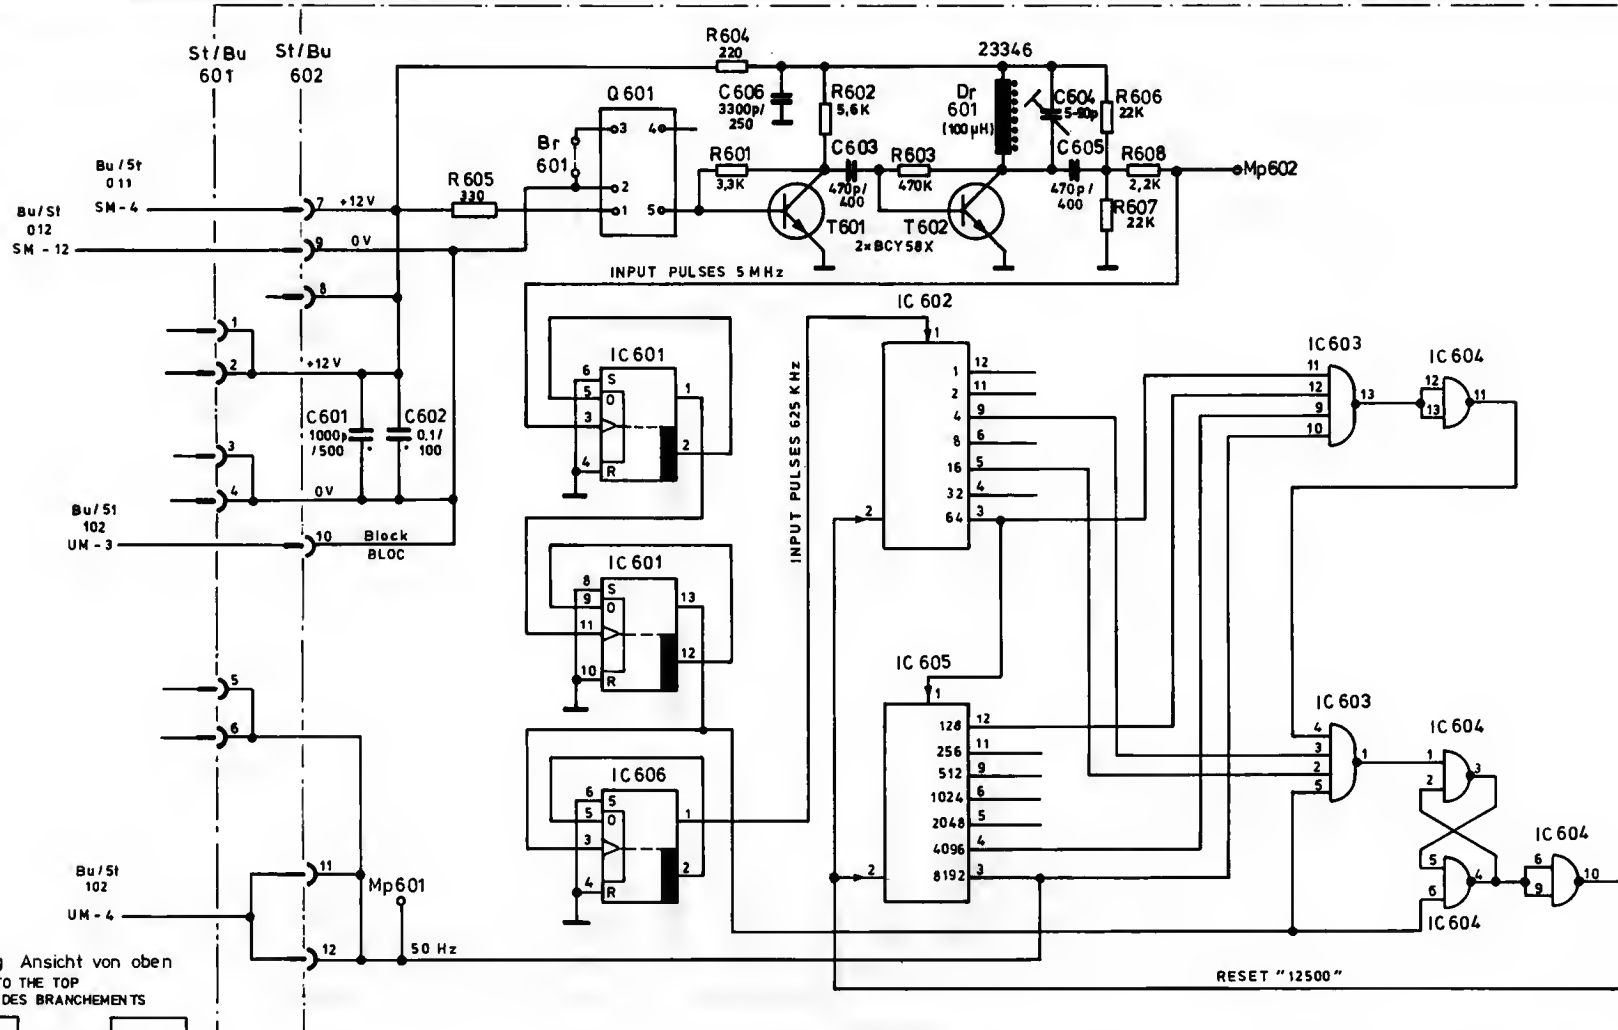 St/Bu
601
St/Bu
602
Bu/St
011
SM-4
Bu/St
012
SM - 12
7 +12V
9 0V
8
1
2 +12V
C601
1000p
/500
C602
0.1/
100
3
4 0V
Bu/St
102
UM-3
10 Block
BLOC
5
6
Bu/St
102
UM-4
11
12
Mp601
50 Hz
g Ansicht von oben
TO THE TOP
DES BRANCHEMENTS
R604
220
C606
3300p/
250
R602
5,6K
23346
Dr
601
(100µH)
C604
5-90p
R606
22K
Q601
3
4
2
1
5
Br
601
R605
330
R601
3,3K
C603
470p/
400
R603
470K
C605
470p/
400
R608
2,2K
Mp602
R607
22K
T601
T602
2xBCY58X
INPUT PULSES 5MHz
IC601
6 S
5 0
3
4 R
1
2
IC601
8 S
9 0
11
10 R
13
12
IC606
6 S
5 0
3
4 R
1
2
INPUT PULSES 625 KHz
IC602
1
2
1 12
2 11
4 9
8 6
16 5
32 4
64 3
IC605
1
2
128 12
256 11
512 9
1024 6
2048 5
4096 4
8192 3
IC603
11
12
9
10
13
IC604
12
13
11
IC603
4
3
2
5
1
IC604
1
2
3
5
6
4
IC604
IC604
6
9
10
RESET "12500"